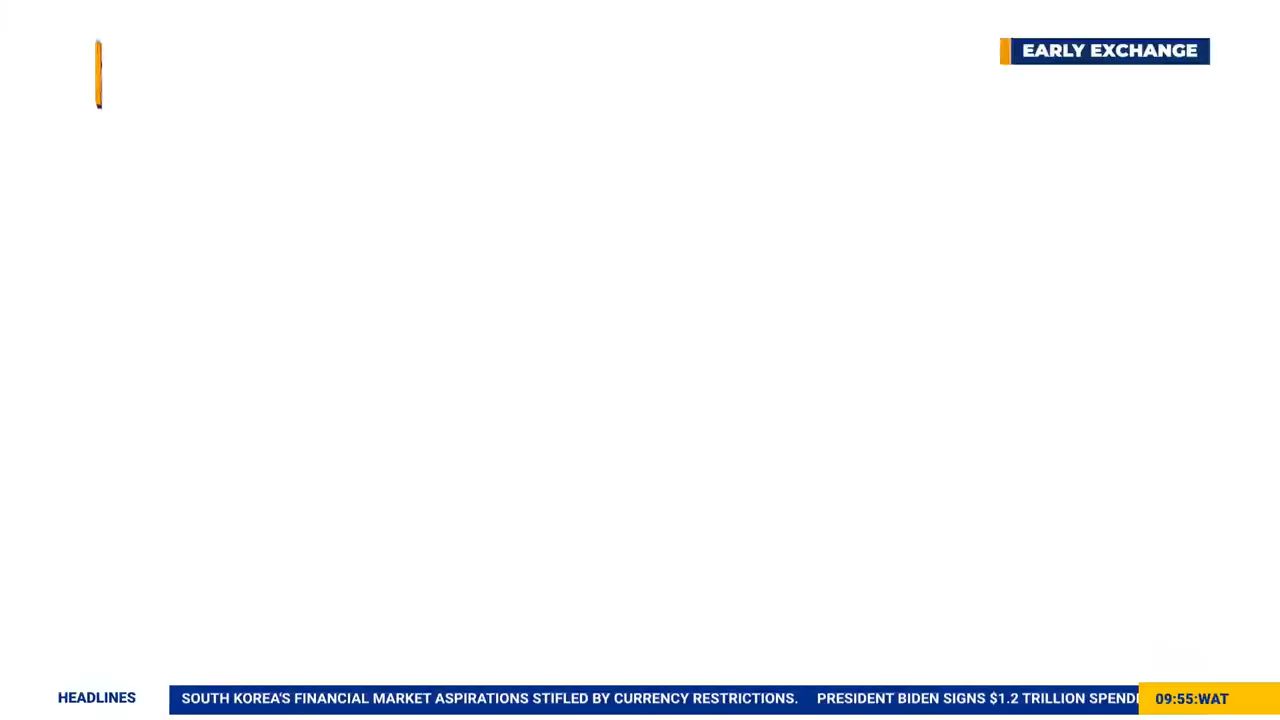 EARLY EXCHANGE
HEADLINES
SOUTH KOREA'S FINANCIAL MARKET ASPIRATIONS STIFLED BY CURRENCY RESTRICTIONS. PRESIDENT BIDEN SIGNS $1.2 TRILLION SPEND
09:55:WAT